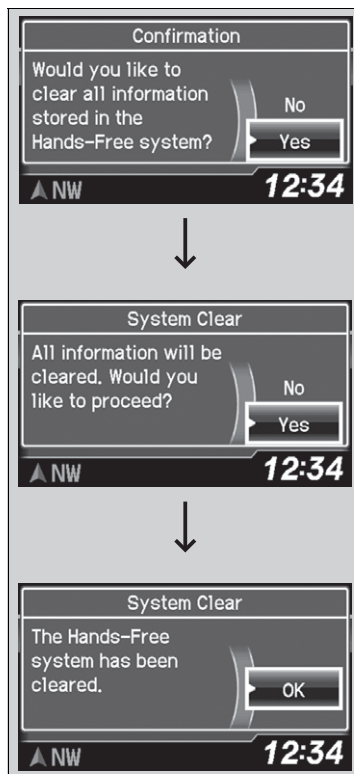 Confirmation
Would you like to
clear all information
stored in the
Hands-Free system?
No
Yes
NW
12:34
System Clear
All information will be
cleared. Would you
like to proceed?
No
Yes
NW
12:34
System Clear
The Hands-Free
system has been
cleared.
OK
NW
12:34